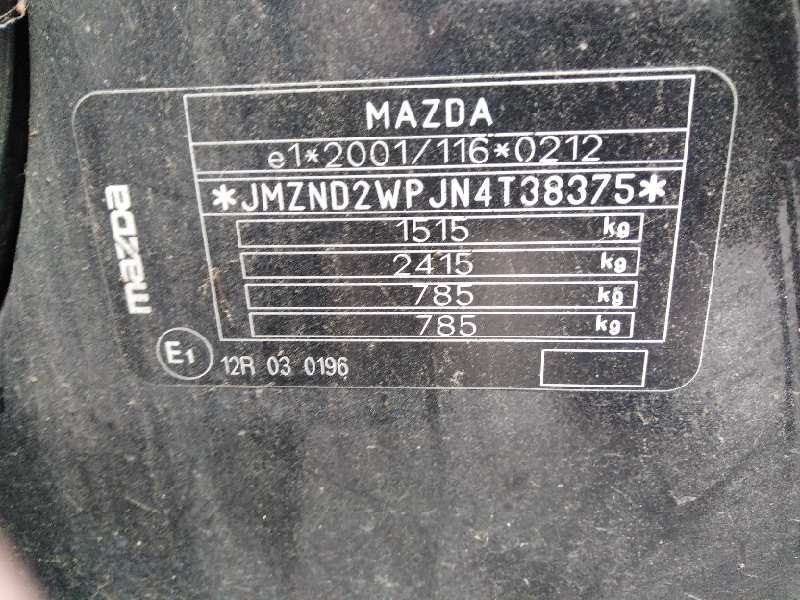 MAZDA
e1*2001/116*0212
*JMZND2WPJN4T38375*
1515 kg
2415 kg
785 kg
785 kg
mazda
E1 12R 03 0196